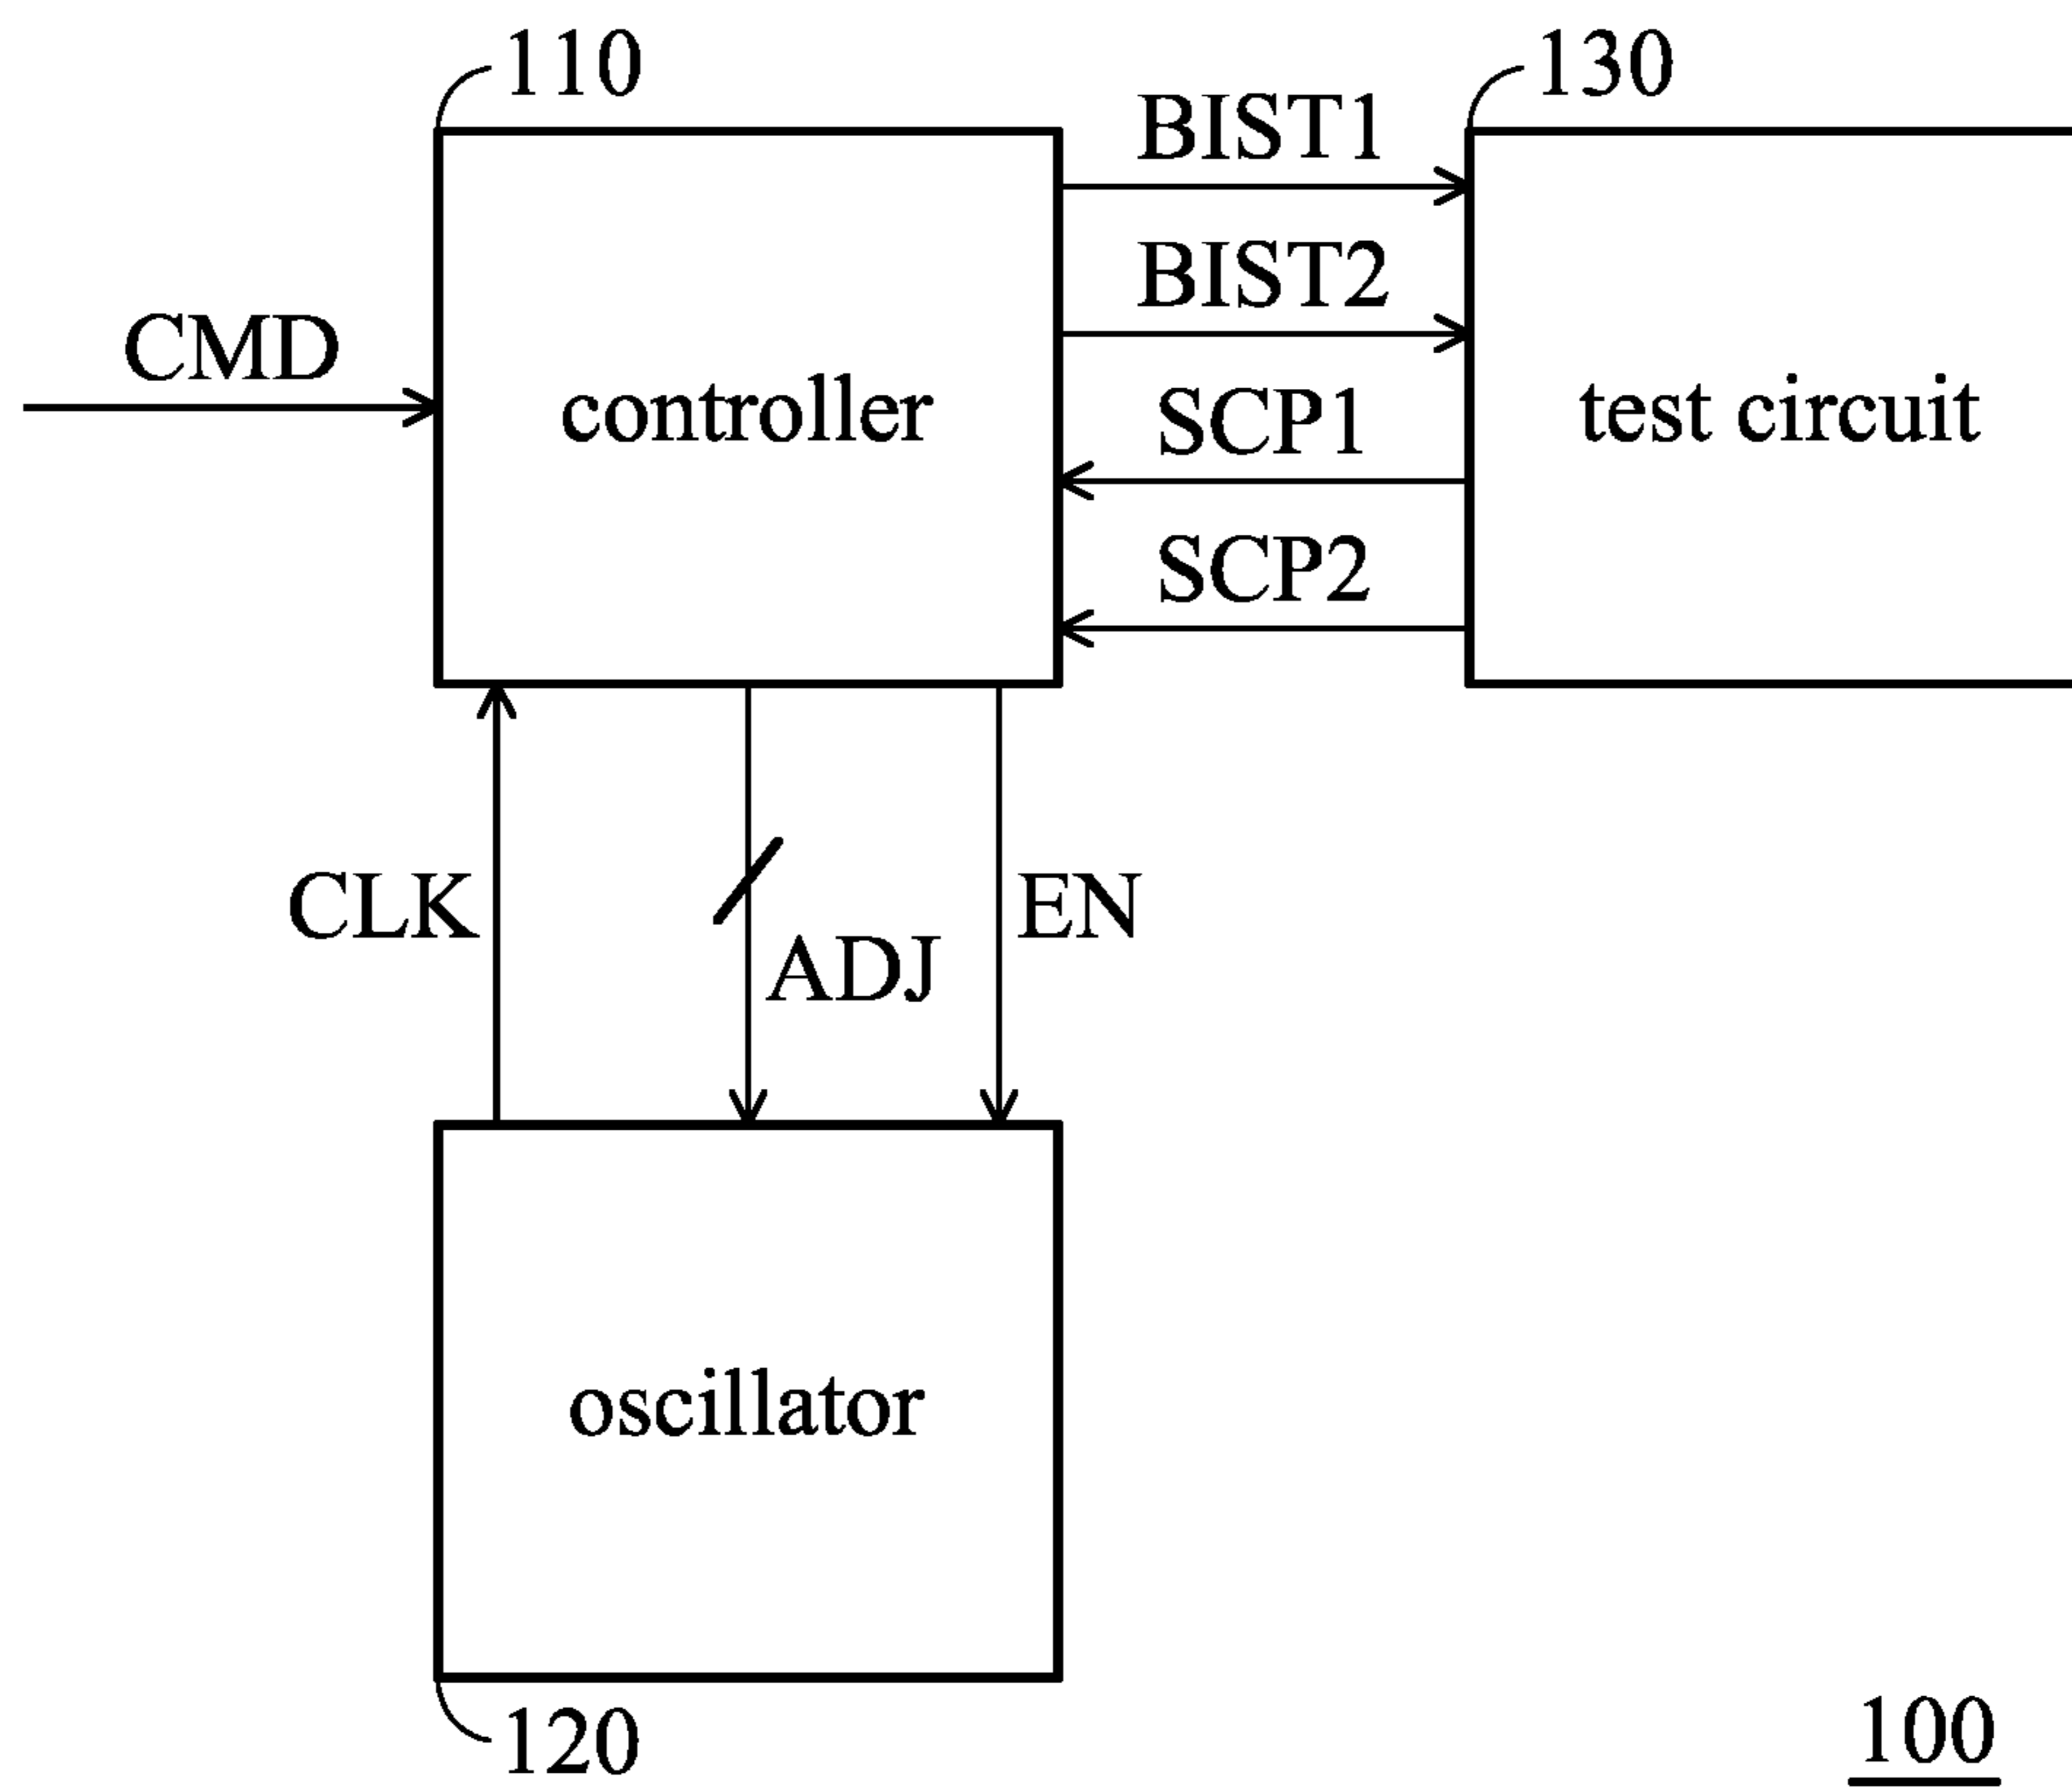 110
130
BIST1
BIST2
CMD
controller
SCP1
test circuit
SCP2
CLK
ADJ
EN
oscillator
120
100